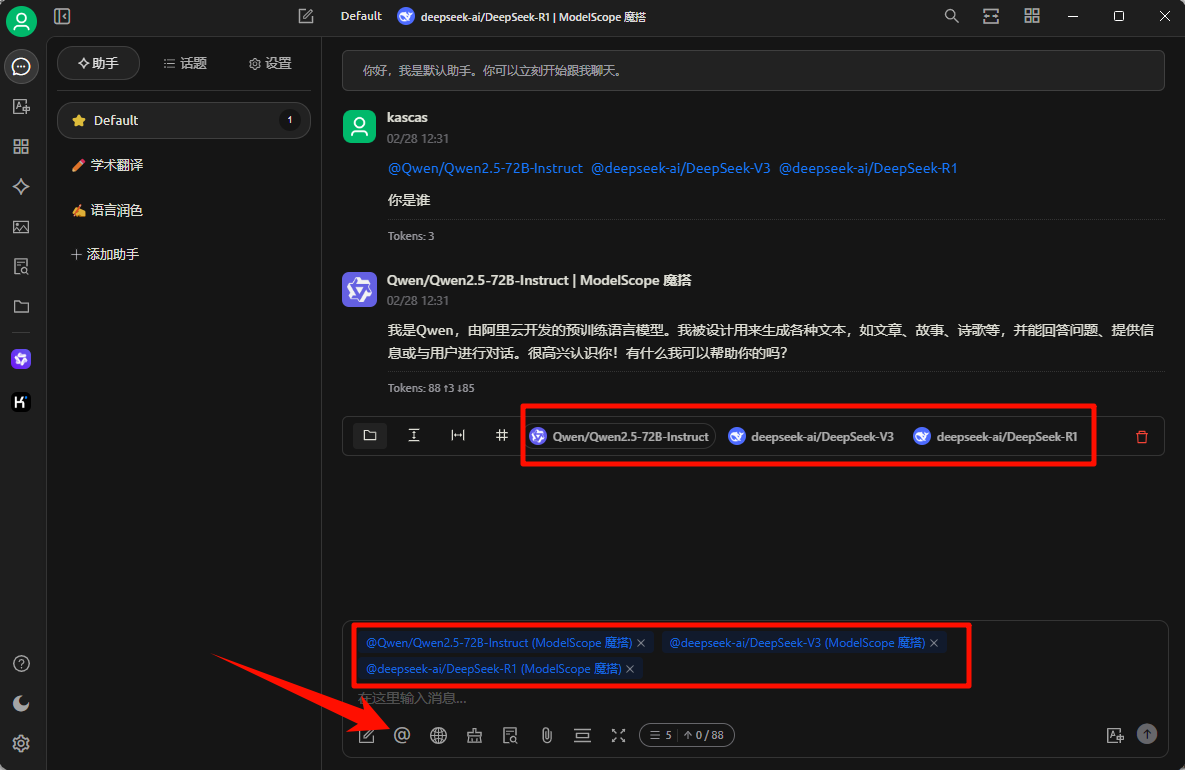 Default
deepseek-ai/DeepSeek-R1 | ModelScope 魔搭
助手
话题
设置
Default
1
学术翻译
语言润色
添加助手
你好，我是默认助手。你可以立刻开始跟我聊天。
kascas
02/28 12:31
@Qwen/Qwen2.5-72B-Instruct @deepseek-ai/DeepSeek-V3 @deepseek-ai/DeepSeek-R1
你是谁
Tokens: 3
Qwen/Qwen2.5-72B-Instruct | ModelScope 魔搭
02/28 12:31
我是Qwen，由阿里云开发的预训练语言模型。我被设计用来生成各种文本，如文章、故事、诗歌等，并能回答问题、提供信
息或与用户进行对话。很高兴认识你！有什么我可以帮助你的吗？
Tokens: 88 ↑3 ↓85
Qwen/Qwen2.5-72B-Instruct
deepseek-ai/DeepSeek-V3
deepseek-ai/DeepSeek-R1
@Qwen/Qwen2.5-72B-Instruct (ModelScope 魔搭) × @deepseek-ai/DeepSeek-V3 (ModelScope 魔搭) ×
@deepseek-ai/DeepSeek-R1 (ModelScope 魔搭) ×
在这里输入消息...
5 ↑ 0 / 88